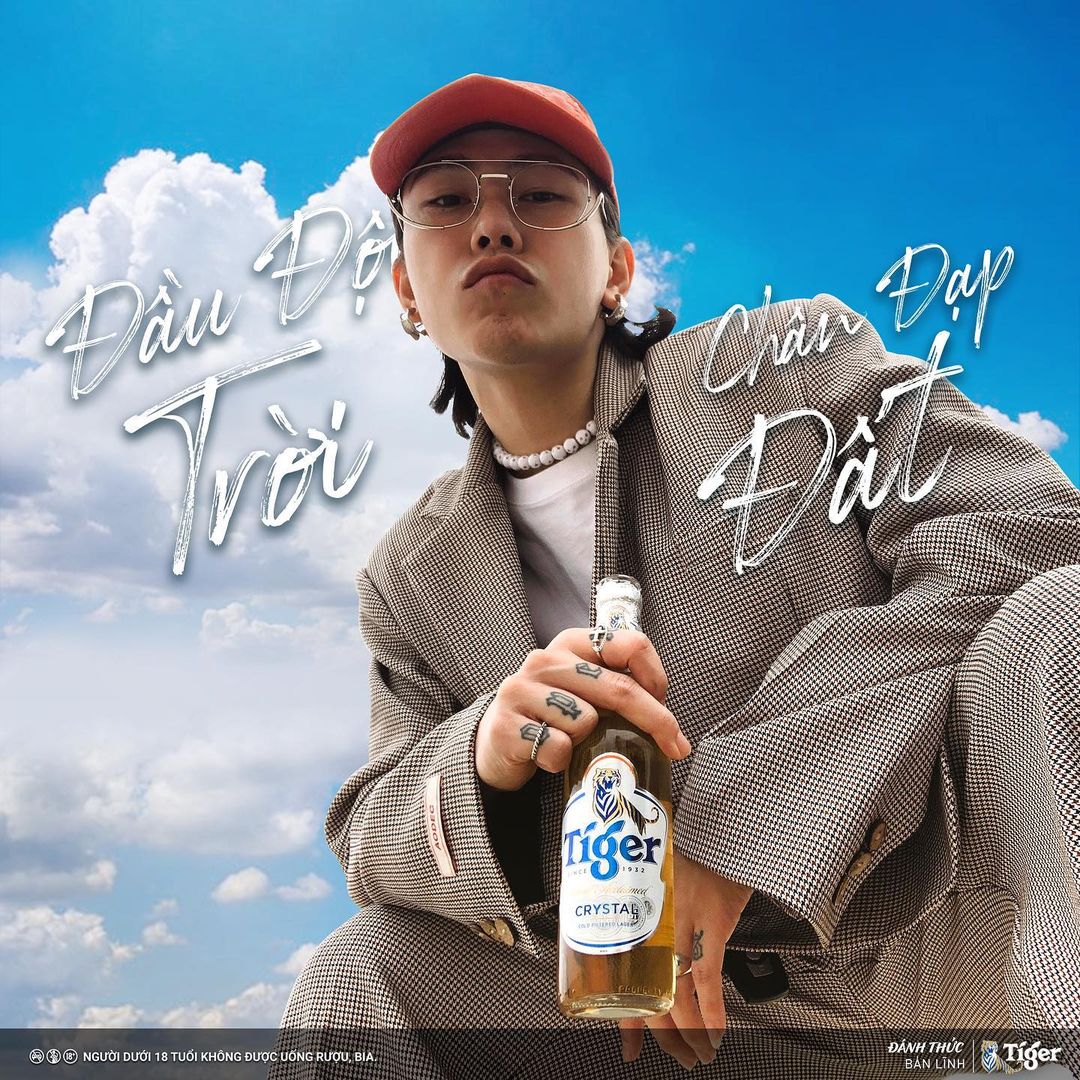 Đầu Độ
Trời
Chân Đạp
Đất
Tiger
SINCE 1932
CRYSTAL
COLD FILTERED LAGER
NGƯỜI DƯỚI 18 TUỔI KHÔNG ĐƯỢC UỐNG RƯỢU, BIA.
18+
ĐÁNH THỨC
BẢN LĨNH
Tiger